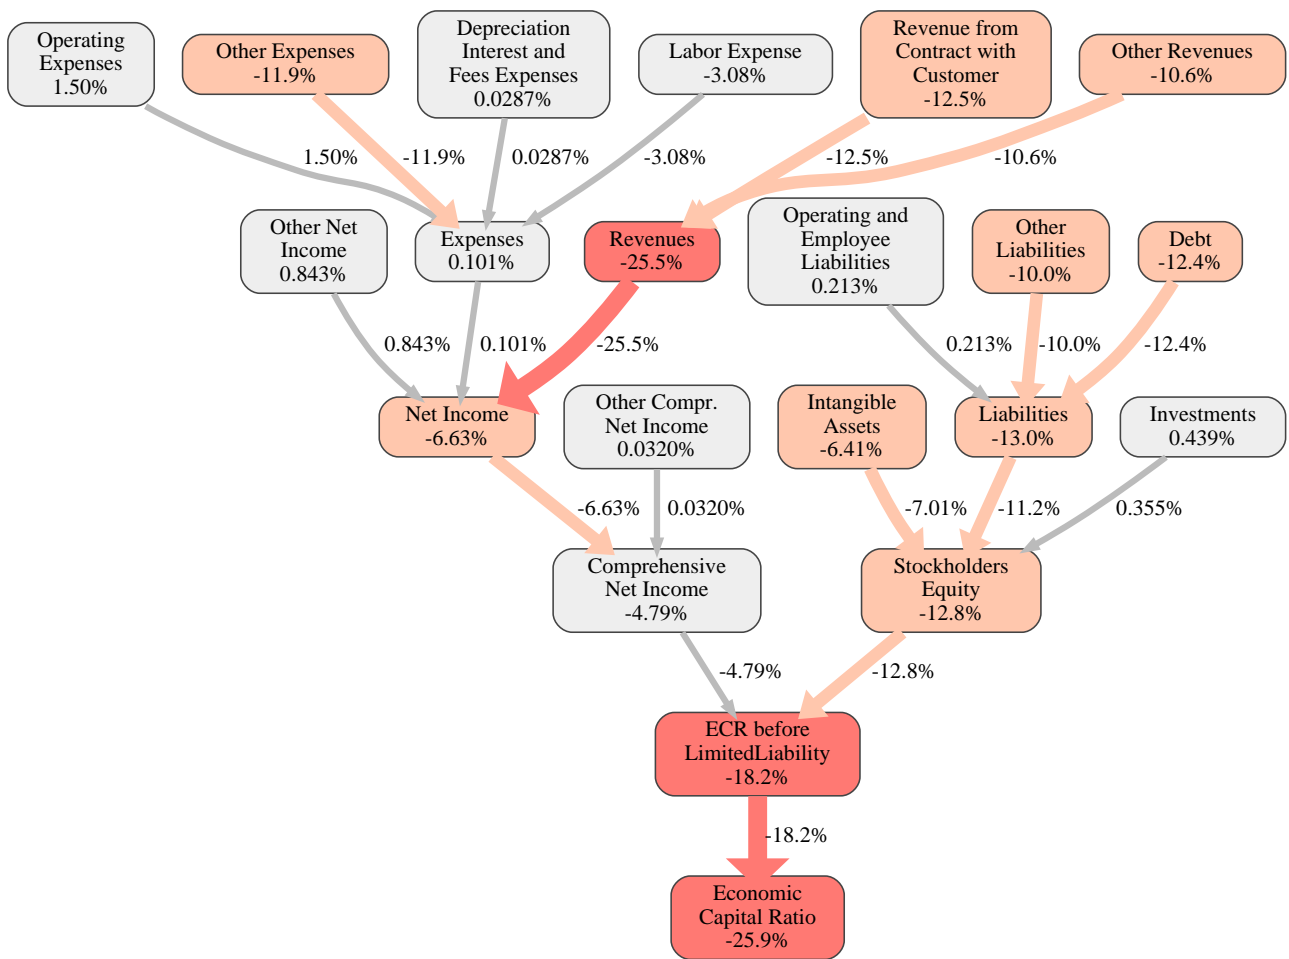 Operating
Expenses
1.50%
Other Expenses
-11.9%
Depreciation
Interest and
Fees Expenses
0.0287%
Labor Expense
-3.08%
Revenue from
Contract with
Customer
-12.5%
Other Revenues
-10.6%
1.50%
-11.9%
0.0287%
-3.08%
-12.5%
-10.6%
Other Net
Income
0.843%
Expenses
0.101%
Revenues
-25.5%
Operating and
Employee
Liabilities
0.213%
Other
Liabilities
-10.0%
Debt
-12.4%
0.843%
0.101%
-25.5%
0.213%
-10.0%
-12.4%
Net Income
-6.63%
Other Compr.
Net Income
0.0320%
Intangible
Assets
-6.41%
Liabilities
-13.0%
Investments
0.439%
-6.63%
0.0320%
-7.01%
-11.2%
0.355%
Comprehensive
Net Income
-4.79%
Stockholders
Equity
-12.8%
-4.79%
-12.8%
ECR before
LimitedLiability
-18.2%
-18.2%
Economic
Capital Ratio
-25.9%